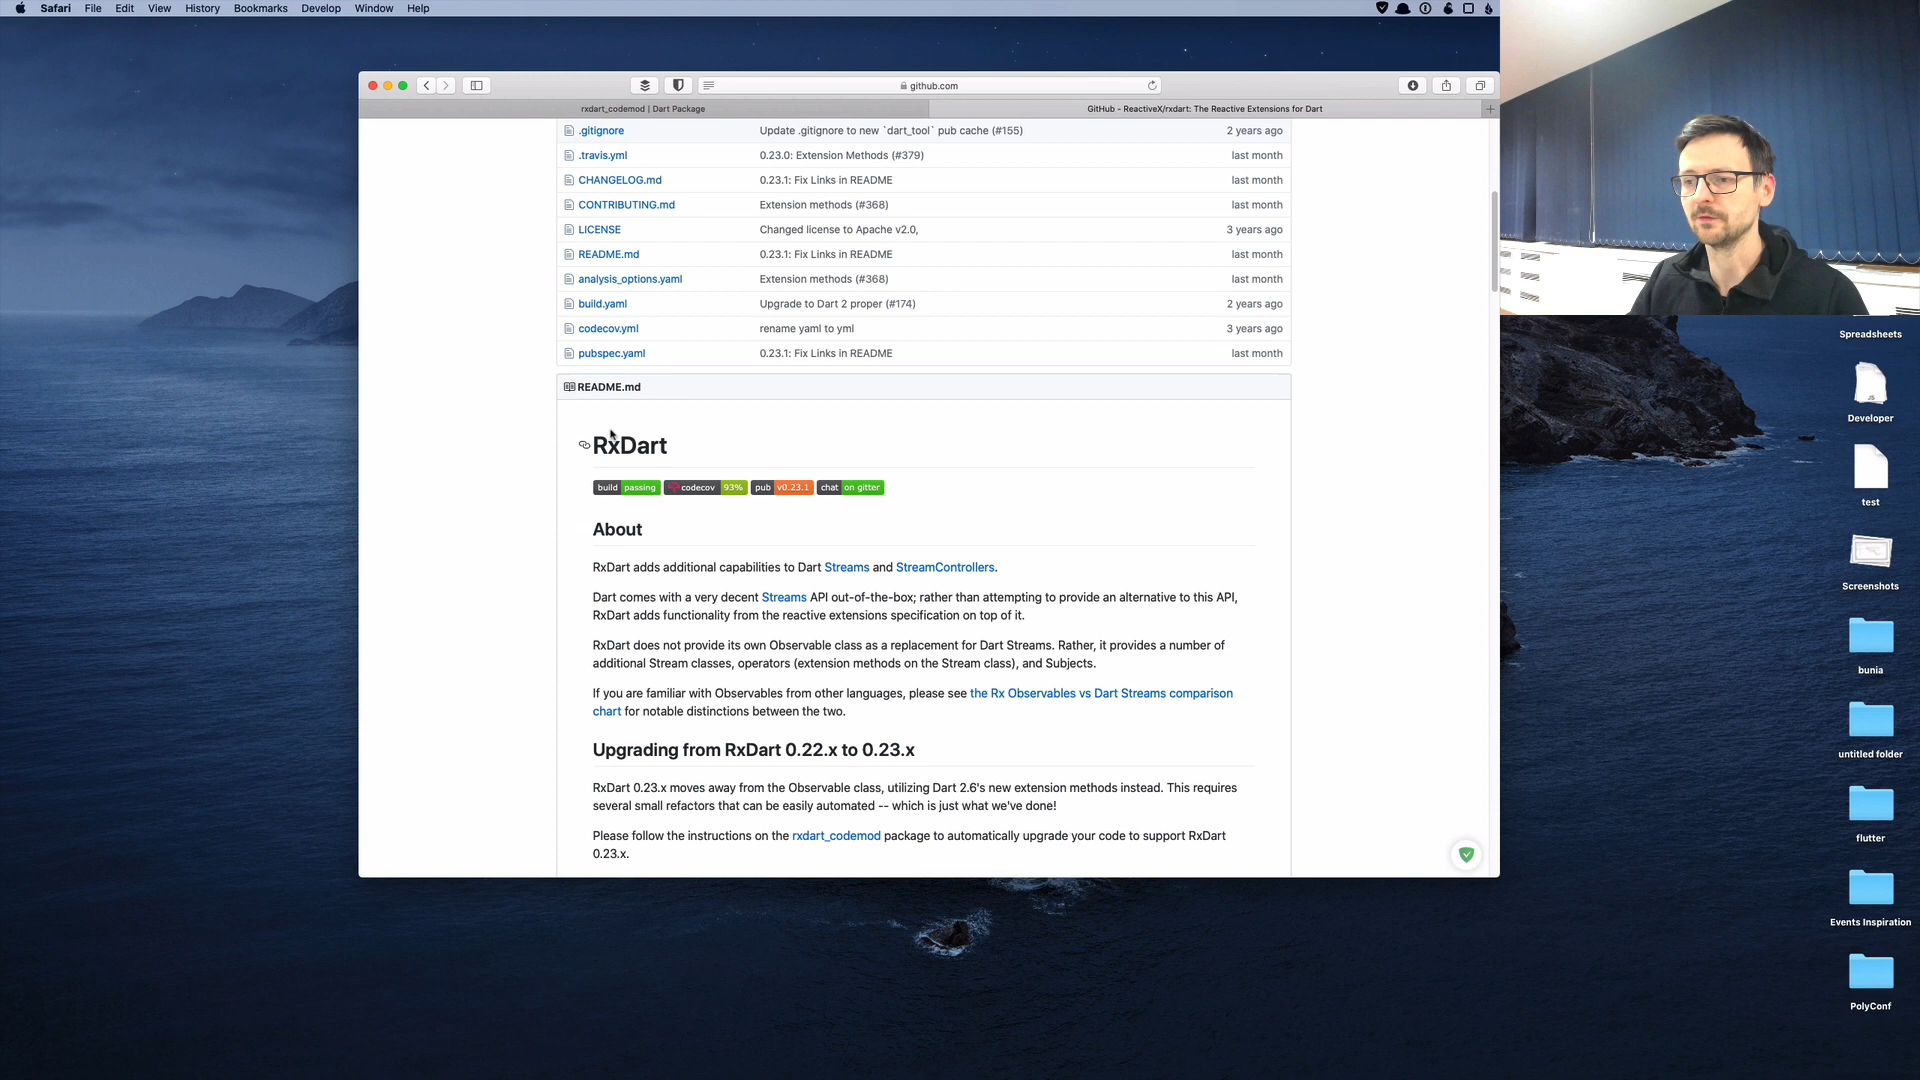 Safari File Edit View History Bookmarks Develop Window Help
github.com
rxdart_codemod | Dart Package
GitHub - ReactiveX/rxdart: The Reactive Extensions for Dart
.gitignore Update .gitignore to new `dart_tool` pub cache (#155) 2 years ago
.travis.yml 0.23.0: Extension Methods (#379) last month
CHANGELOG.md 0.23.1: Fix Links in README last month
CONTRIBUTING.md Extension methods (#368) last month
LICENSE Changed license to Apache v2.0, 3 years ago
README.md 0.23.1: Fix Links in README last month
analysis_options.yaml Extension methods (#368) last month
build.yaml Upgrade to Dart 2 proper (#174) 2 years ago
codecov.yml rename yaml to yml 3 years ago
pubspec.yaml 0.23.1: Fix Links in README last month
README.md
RxDart
build passing codecov 93% pub v0.23.1 chat on gitter
About
RxDart adds additional capabilities to Dart Streams and StreamControllers.
Dart comes with a very decent Streams API out-of-the-box; rather than attempting to provide an alternative to this API,
RxDart adds functionality from the reactive extensions specification on top of it.
RxDart does not provide its own Observable class as a replacement for Dart Streams. Rather, it provides a number of
additional Stream classes, operators (extension methods on the Stream class), and Subjects.
If you are familiar with Observables from other languages, please see the Rx Observables vs Dart Streams comparison
chart for notable distinctions between the two.
Upgrading from RxDart 0.22.x to 0.23.x
RxDart 0.23.x moves away from the Observable class, utilizing Dart 2.6's new extension methods instead. This requires
several small refactors that can be easily automated -- which is just what we've done!
Please follow the instructions on the rxdart_codemod package to automatically upgrade your code to support RxDart
0.23.x.
Spreadsheets
JS
Developer
test
Screenshots
bunia
untitled folder
flutter
Events Inspiration
PolyConf